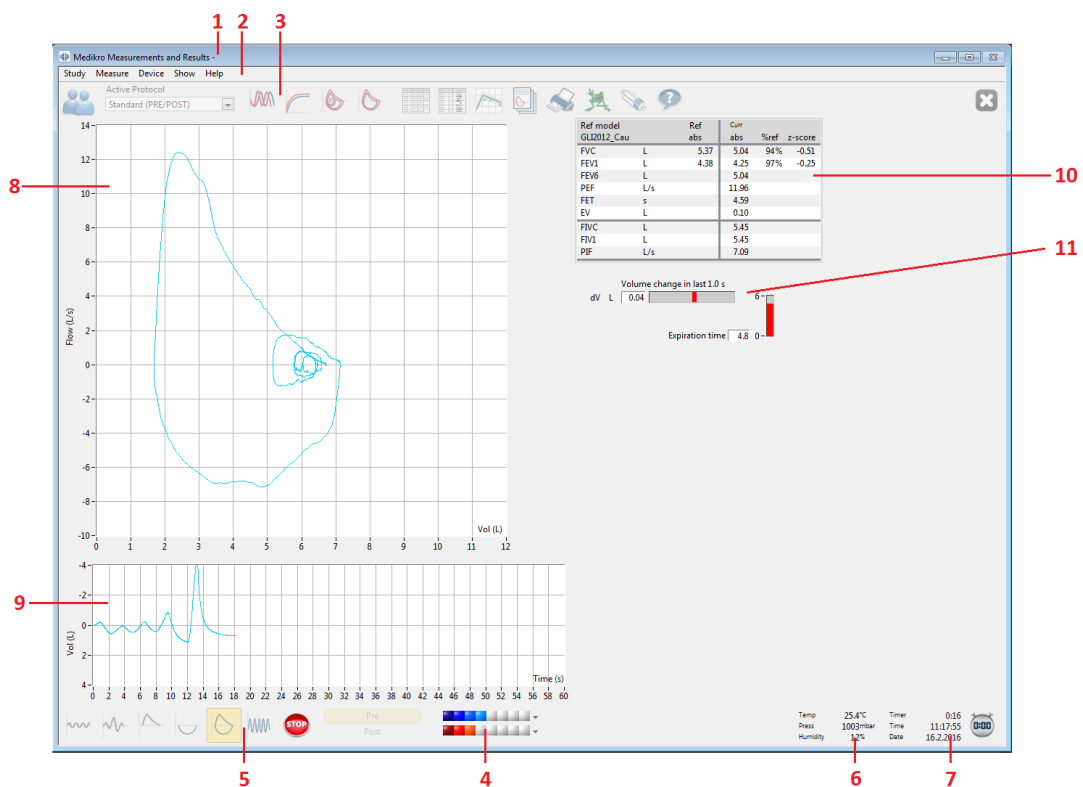 1 2 3
Medikro Measurements and Results -
Study Measure Device Show Help
Active Protocol
Standard (PRE/POST)
Ref model Ref Curr
GLI2012_Cau abs abs %ref z-score
FVC L 5.37 5.04 94% -0.51
FEV1 L 4.38 4.25 97% -0.25
FEV6 L 5.04
PEF L/s 11.96
FET s 4.59
EV L 0.10
FIVC L 5.45
FIV1 L 5.45
PIF L/s 7.09
10
11
Volume change in last 1.0 s
dV L 0.04 6
Expiration time 4.8 0
8
14
12
10
8
6
4
2
0
-2
-4
-6
-8
-10
Flow (L/s)
Vol (L)
0 1 2 3 4 5 6 7 8 9 10 11 12
9
-4
-2
0
2
4
Vol (L)
Time (s)
0 2 4 6 8 10 12 14 16 18 20 22 24 26 28 30 32 34 36 38 40 42 44 46 48 50 52 54 56 58 60
STOP
Pre
Post
Temp 25.4°C Timer 0:16
Press 1003mbar Time 11:17:55
Humidity 12% Date 16.2.2016
0:00
5 4 6 7